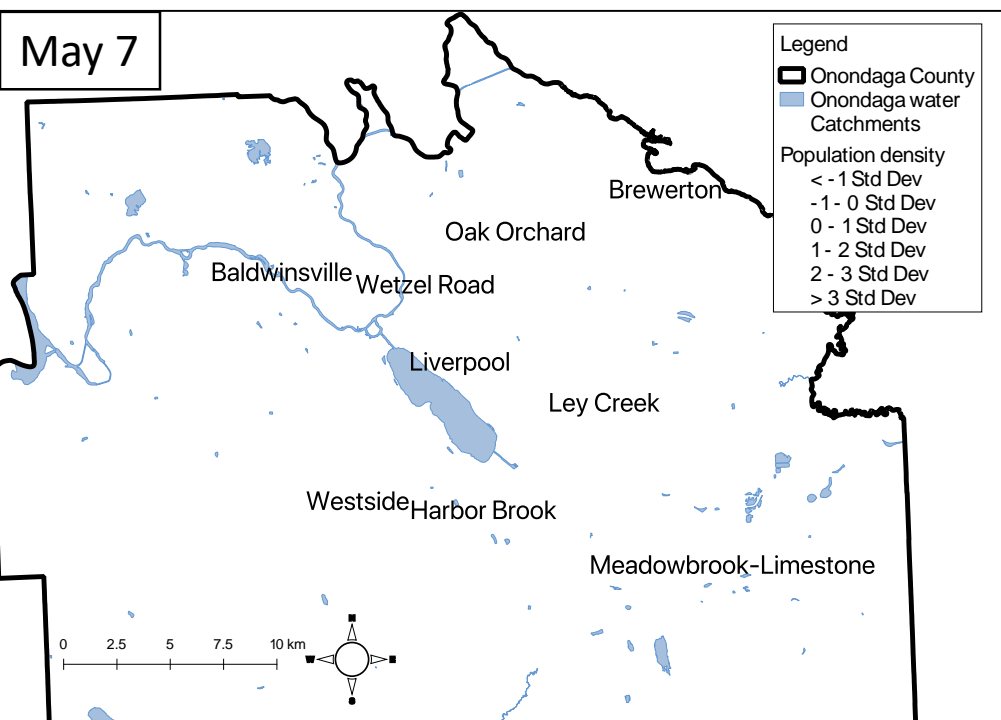 May 7
Legend
Onondaga County
Onondaga water
Catchments
Population density
< -1 Std Dev
-1 - 0 Std Dev
0 - 1 Std Dev
1 - 2 Std Dev
2 - 3 Std Dev
> 3 Std Dev
Brewerton
Oak Orchard
Baldwinsville
Wetzel Road
Liverpool
Ley Creek
Westside
Harbor Brook
Meadowbrook-Limestone
0 2.5 5 7.5 10 km
N
W E
S